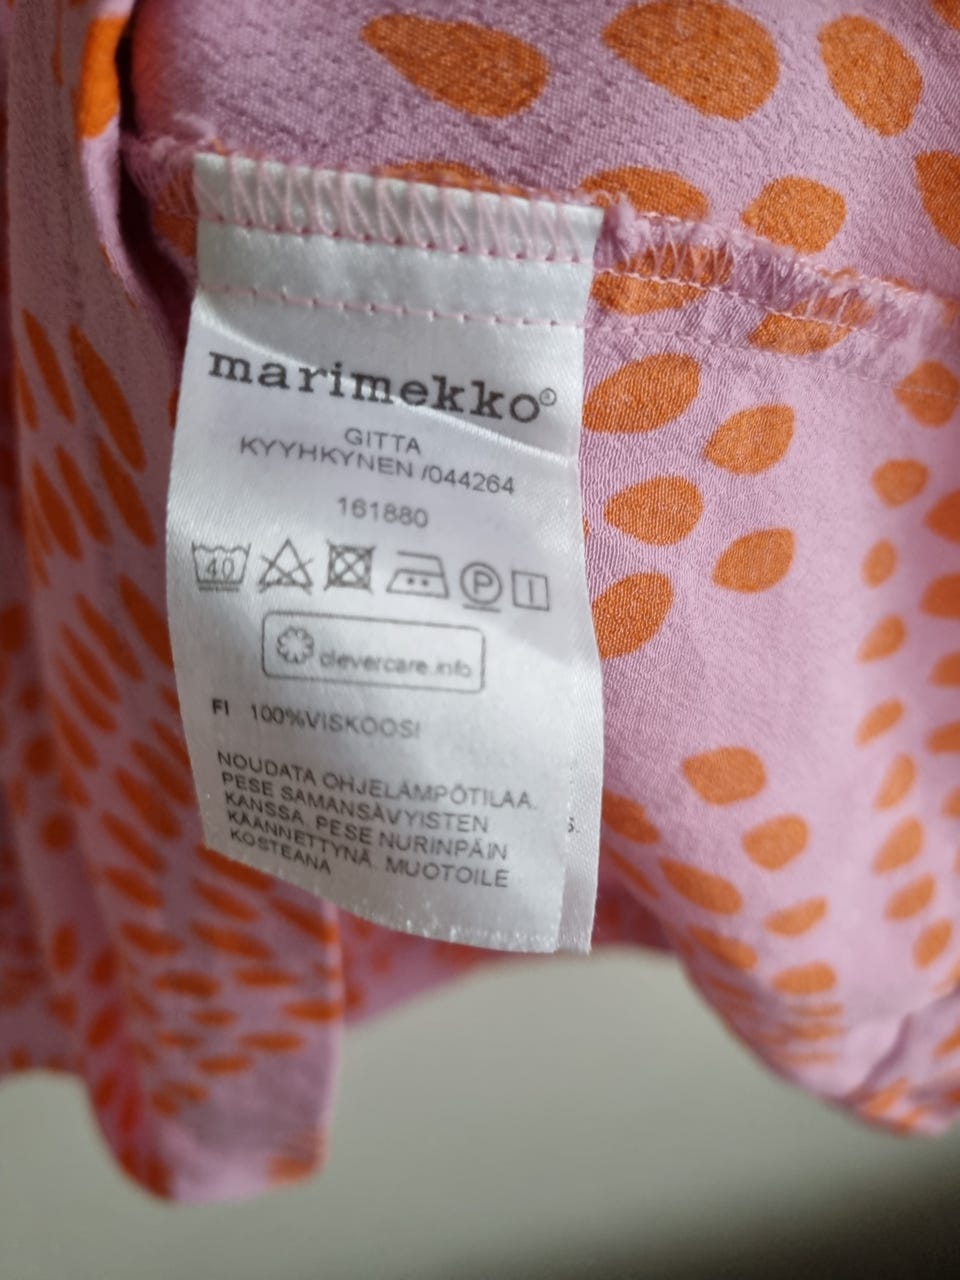 marimekko®
GITTA
KYYHKYNEN /044264
161880
40 P
clevercare.info
FI 100%VISKOOSI
NOUDATA OHJELÄMPÖTILAA.
PESE SAMANSÄVYISTEN
KANSSA. PESE NURINPÄIN
KÄÄNNETTYNÄ. MUOTOILE
KOSTEANA
S.